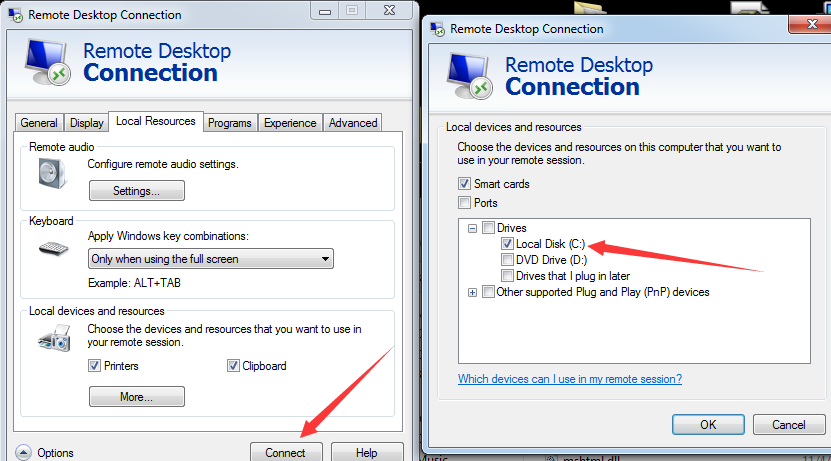 Remote Desktop Connection
Remote Desktop
Connection
General
Display
Local Resources
Programs
Experience
Advanced
Remote audio
Configure remote audio settings.
Settings...
Keyboard
Apply Windows key combinations:
Only when using the full screen
Example: ALT+TAB
Local devices and resources
Choose the devices and resources that you want to use in
your remote session.
Printers
Clipboard
More...
Options
Connect
Help
Remote Desktop Connection
Remote Desktop
Connection
Local devices and resources
Choose the devices and resources on this computer that you want to
use in your remote session.
Smart cards
Ports
Drives
Local Disk (C:)
DVD Drive (D:)
Drives that I plug in later
Other supported Plug and Play (PnP) devices
Which devices can I use in my remote session?
OK
Cancel
Music
mshtml.dll